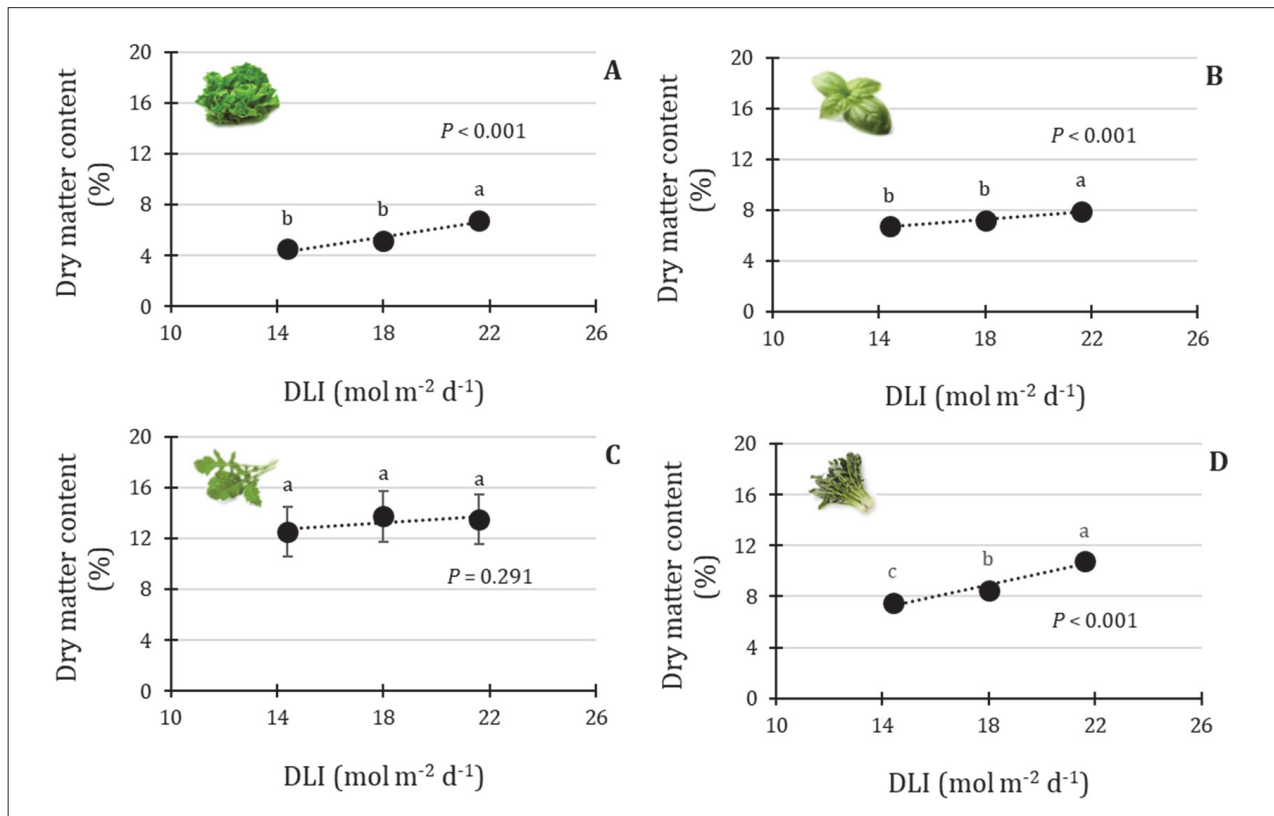 A
Dry matter content
(%)
20
16
12
8
4
0
P < 0.001
b
b
a
10
14
18
22
26
DLI (mol m⁻² d⁻¹)
B
Dry matter content
(%)
20
16
12
8
4
0
P < 0.001
b
b
a
10
14
18
22
26
DLI (mol m⁻² d⁻¹)
C
Dry matter content
(%)
20
16
12
8
4
0
a
a
a
P = 0.291
10
14
18
22
26
DLI (mol m⁻² d⁻¹)
D
Dry matter content
(%)
20
16
12
8
4
0
c
b
a
P < 0.001
10
14
18
22
26
DLI (mol m⁻² d⁻¹)